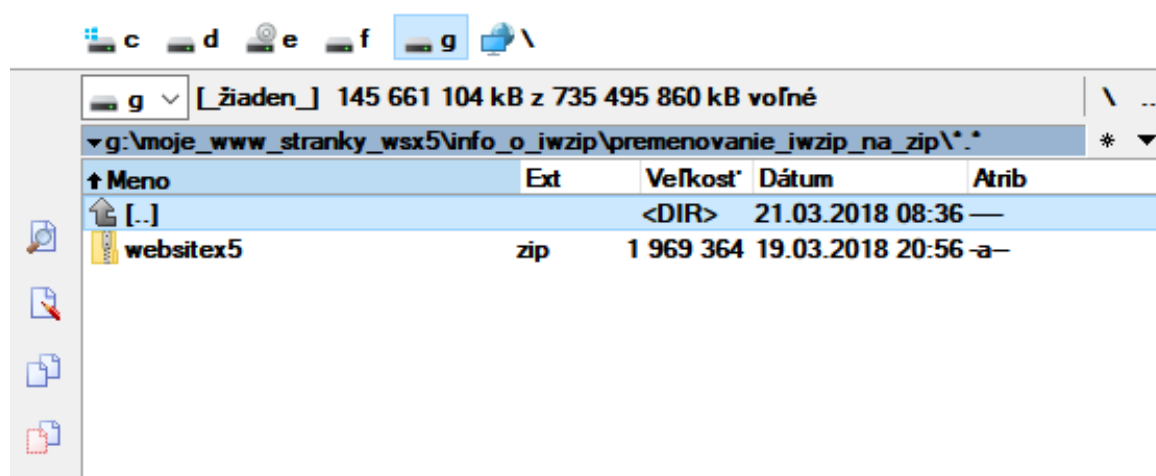 c d e f g \
g [_žiaden_] 145 661 104 kB z 735 495 860 kB voľné \ ..
g:\moje_www_stranky_wsx5\info_o_iwzip\premenovanie_iwzip_na_zip\*.* * 
Meno Ext Veľkosť Dátum Atrib
[..] <DIR> 21.03.2018 08:36 ----
websitex5 zip 1 969 364 19.03.2018 20:56 -a--